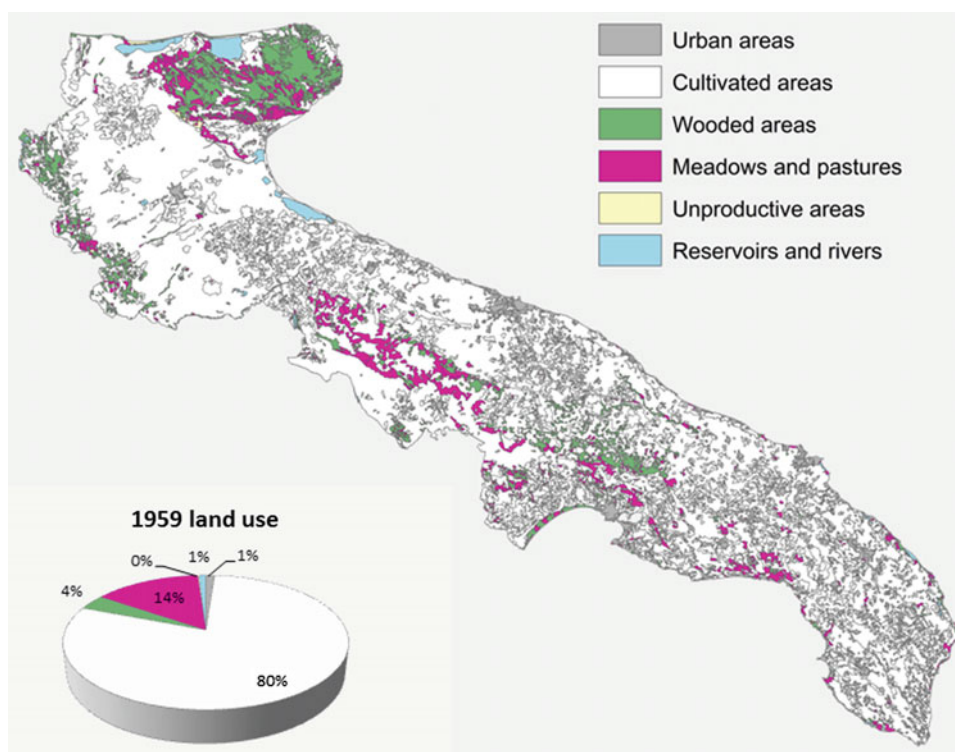 Urban areas
Cultivated areas
Wooded areas
Meadows and pastures
Unproductive areas
Reservoirs and rivers
1959 land use
0%
1%
1%
4%
14%
80%